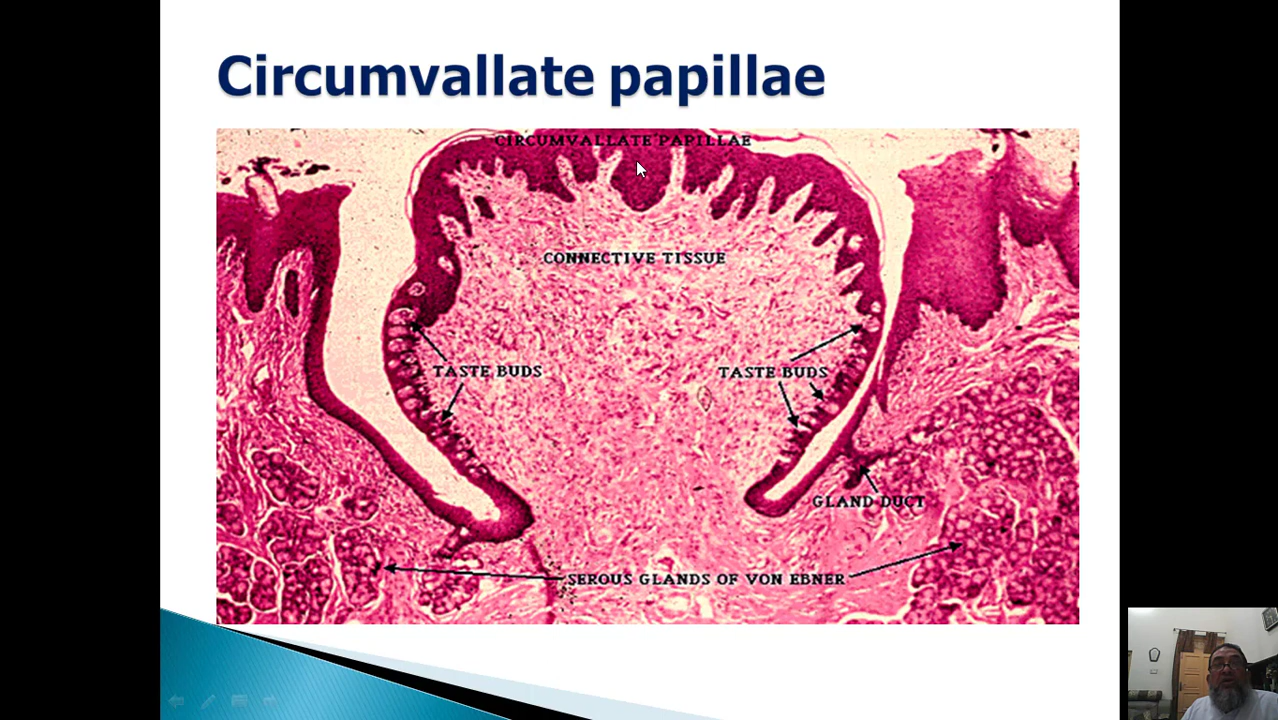 Circumvallate papillae
CIRCUMVALLATE PAPILLAE
CONNECTIVE TISSUE
TASTE BUDS
TASTE BUDS
GLAND DUCT
SEROUS GLANDS OF VON EBNER